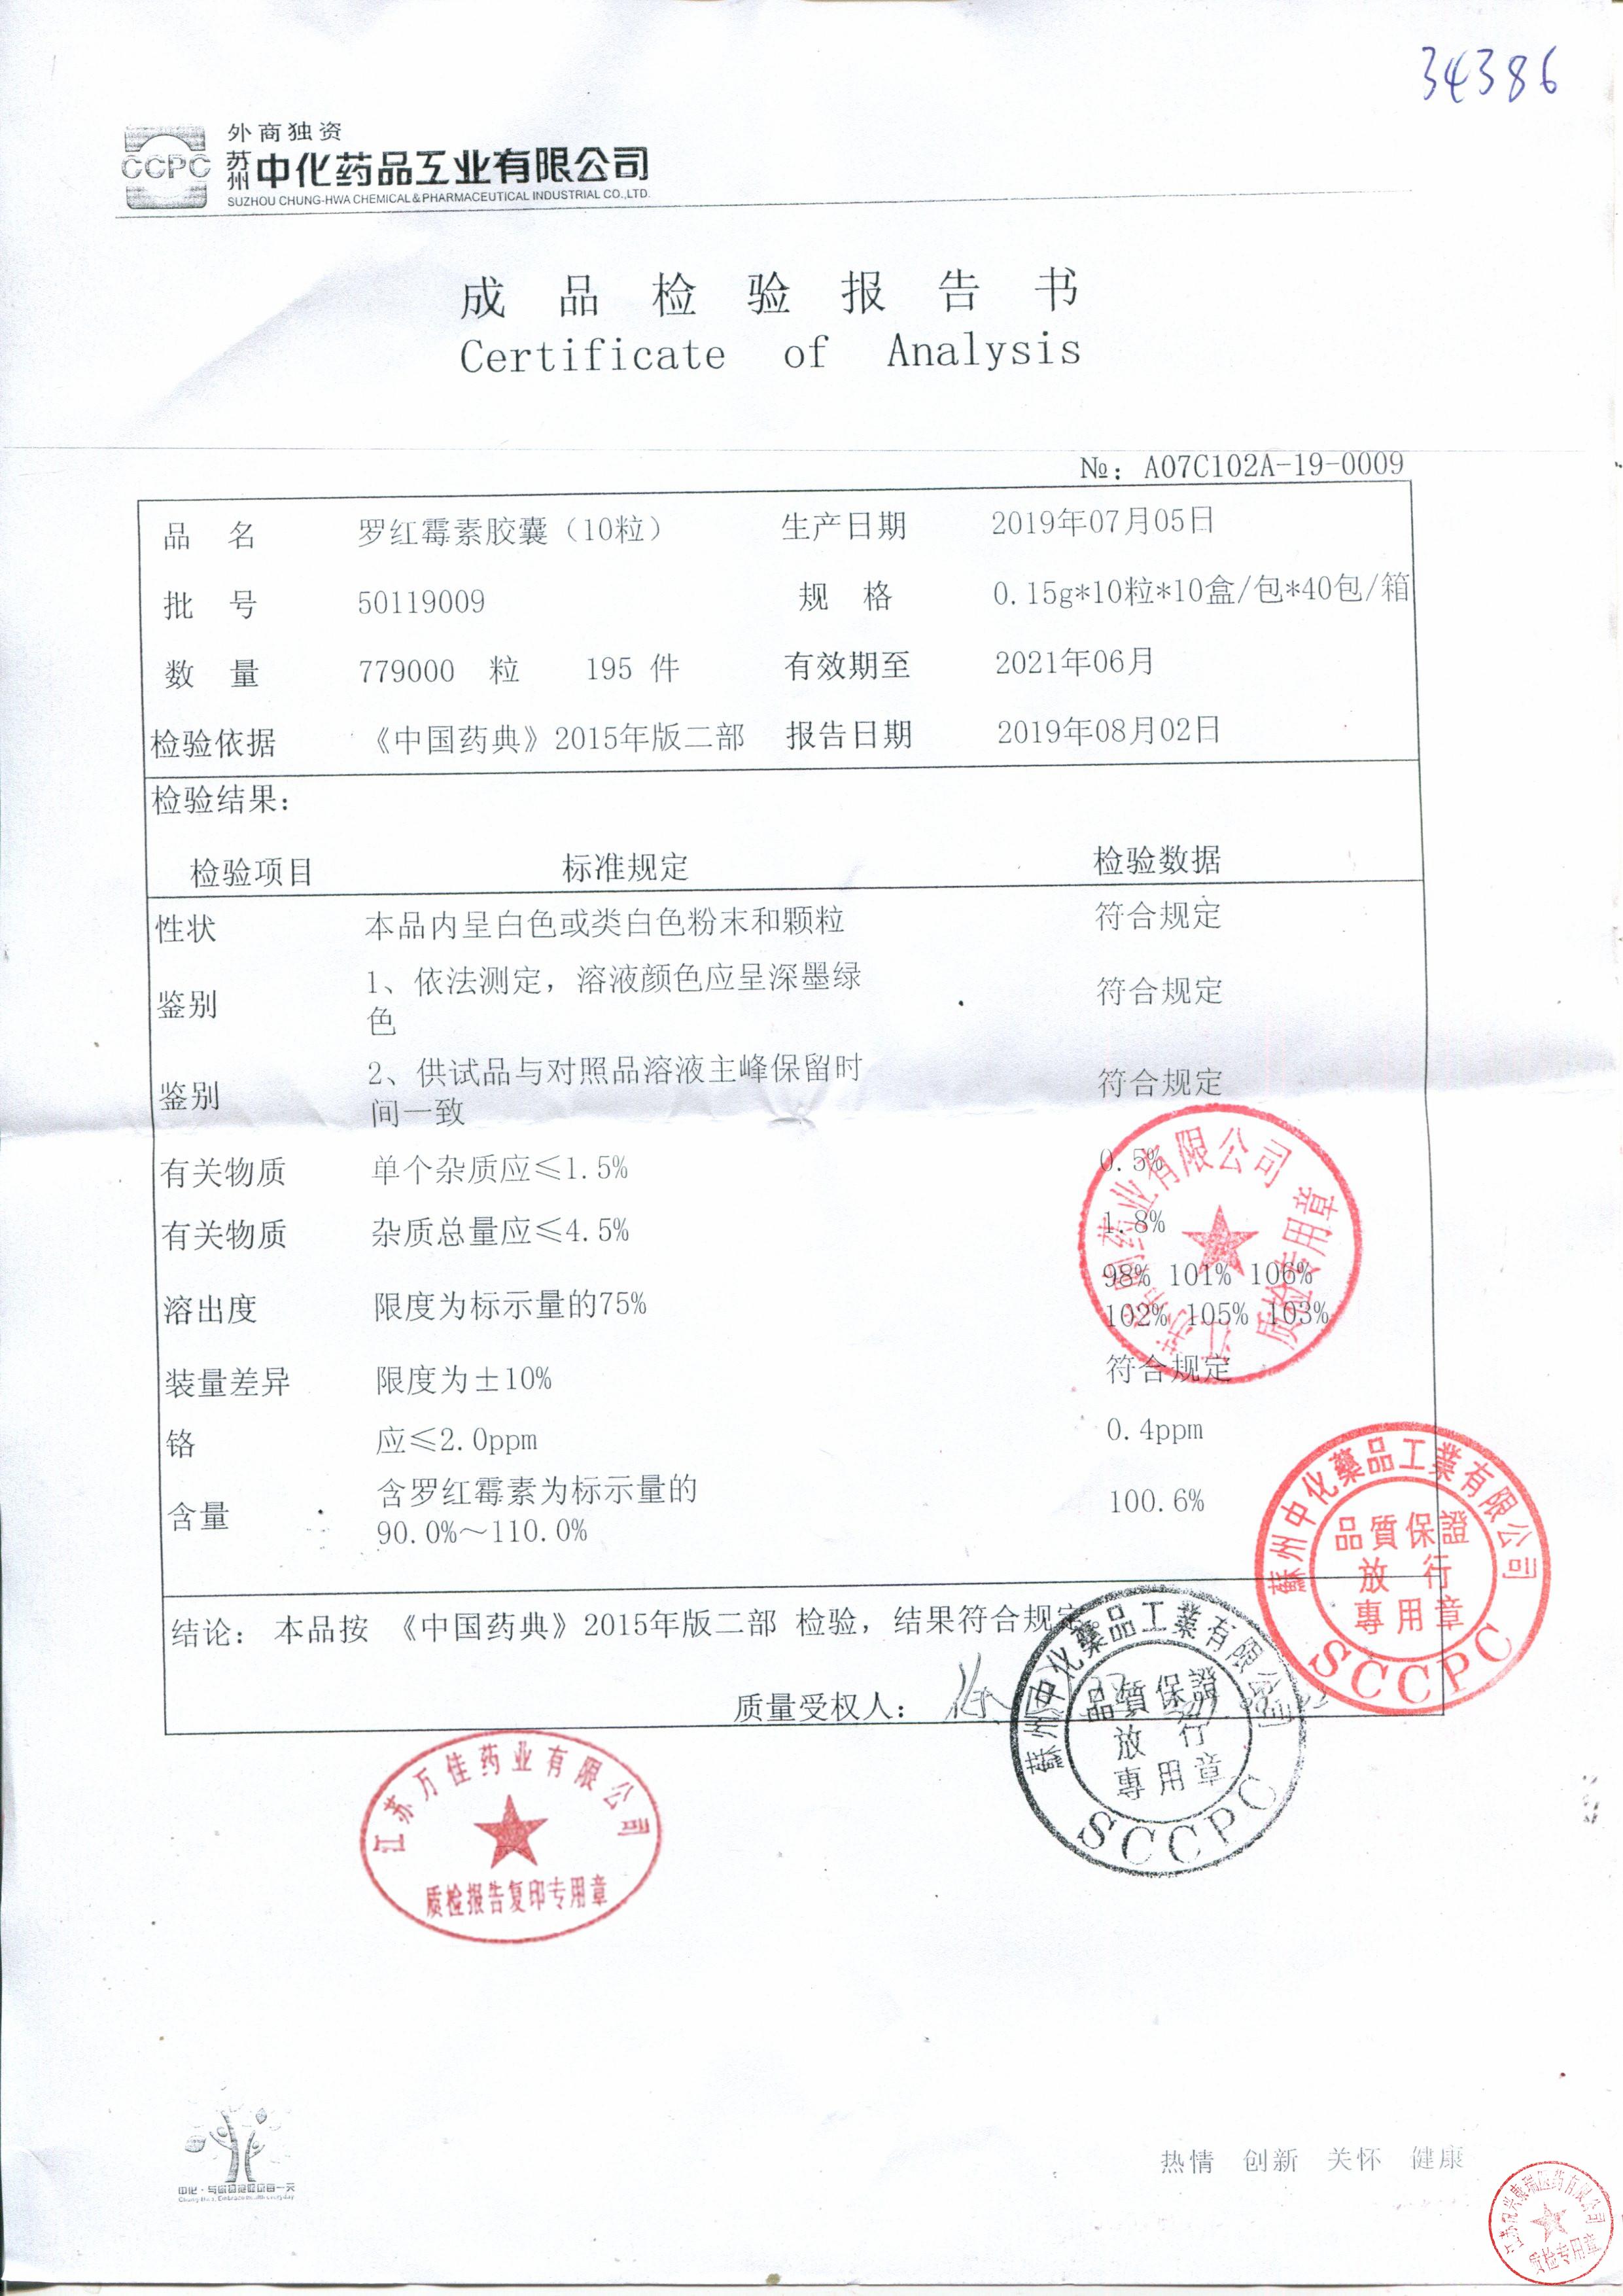 34386
外商独资
CCPC
苏州中化药品工业有限公司
SUZHOU CHUNG-HWA CHEMICAL & PHARMACEUTICAL INDUSTRIAL CO.,LTD.
成品检验报告书
Certificate of Analysis
№: A07C102A-19-0009
品 名 罗红霉素胶囊（10粒） 生产日期 2019年07月05日
批 号 50119009 规 格 0.15g*10粒*10盒/包*40包/箱
数 量 779000 粒 195 件 有效期至 2021年06月
检验依据 《中国药典》2015年版二部 报告日期 2019年08月02日
检验结果：
检验项目 标准规定 检验数据
性状 本品内呈白色或类白色粉末和颗粒 符合规定
鉴别 1、依法测定，溶液颜色应呈深墨绿 符合规定
色
鉴别 2、供试品与对照品溶液主峰保留时 符合规定
间一致
有关物质 单个杂质应≤1.5% 0.5%
有关物质 杂质总量应≤4.5% 1.8%
98% 101% 106%
溶出度 限度为标示量的75% 102% 105% 103%
装量差异 限度为±10% 符合规定
铬 应≤2.0ppm 0.4ppm
含量 含罗红霉素为标示量的 100.6%
90.0%～110.0%
药业有限公司
质检专用章
蘇州中化藥品工業有限公司
品質保證
放行
專用章
SCCPC
结论： 本品按 《中国药典》2015年版二部 检验，结果符合规定
质量受权人：
蘇州中化藥品工業有限公司
品質保證
放行
專用章
SCCPC
江苏万佳药业有限公司
质检报告复印专用章
热情 创新 关怀 健康
质检专用章